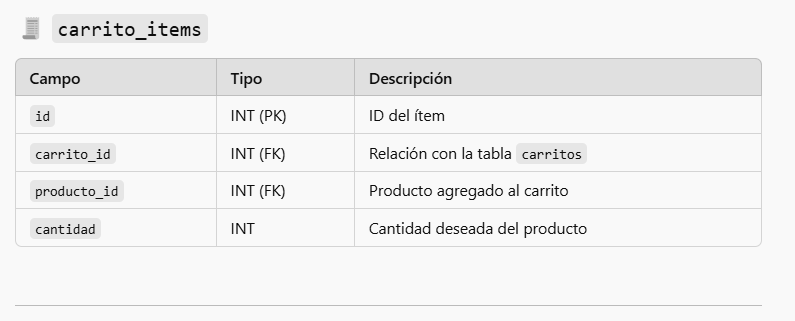 carrito_items
Campo Tipo Descripción
id INT (PK) ID del ítem
carrito_id INT (FK) Relación con la tabla carritos
producto_id INT (FK) Producto agregado al carrito
cantidad INT Cantidad deseada del producto